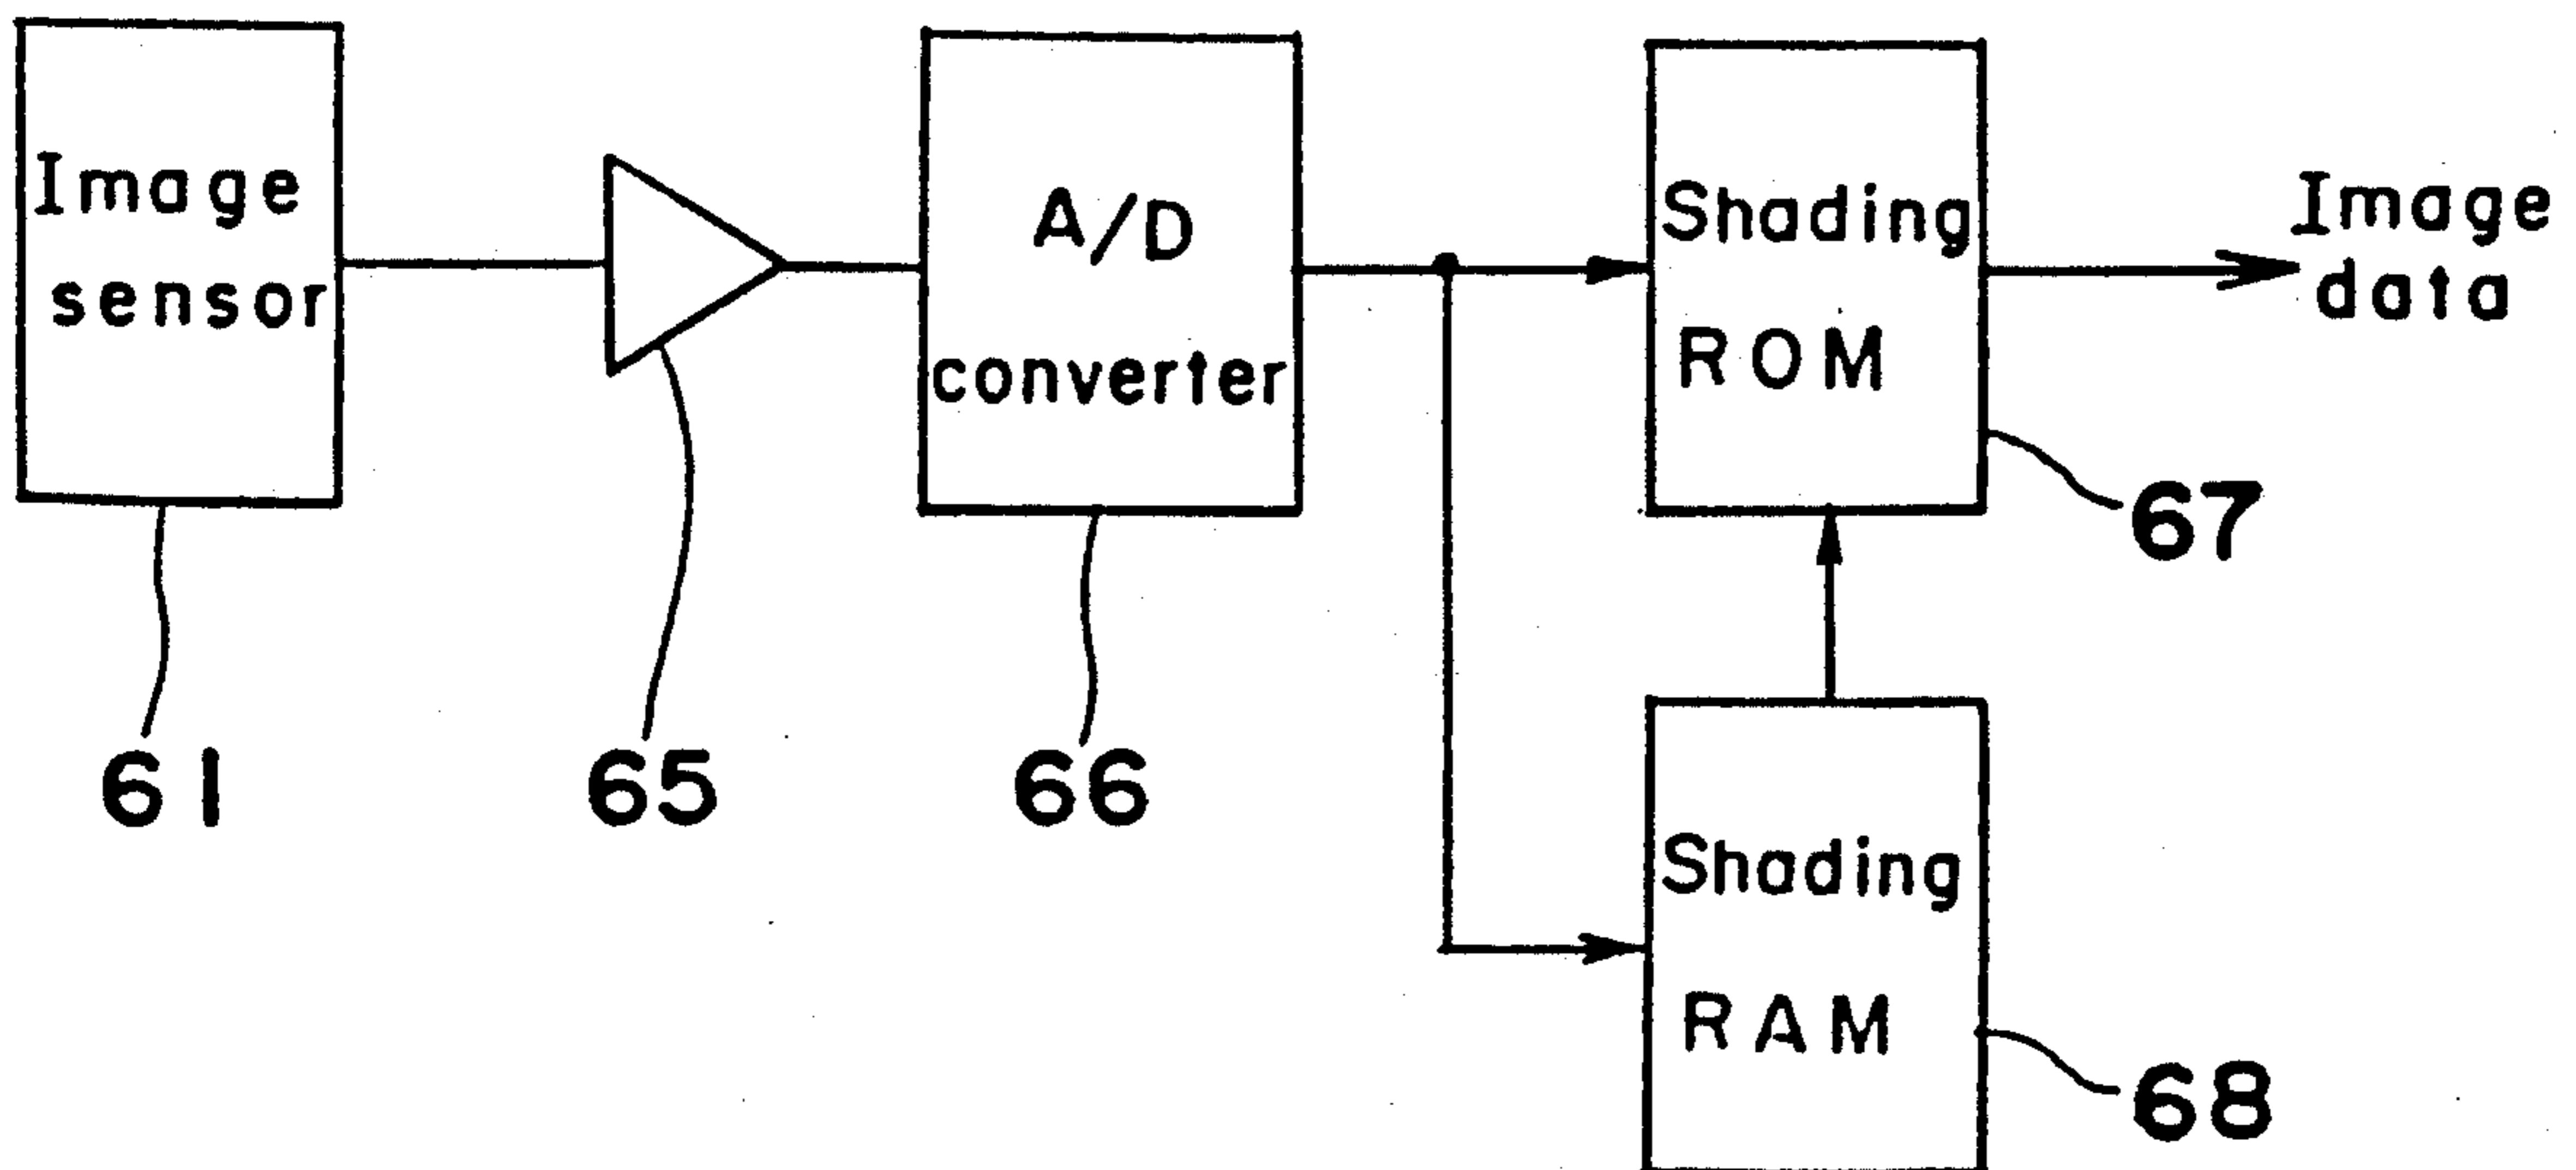 Image
sensor
A/D
converter
Shading
ROM
Image
data
67
61
65
66
Shading
RAM
68